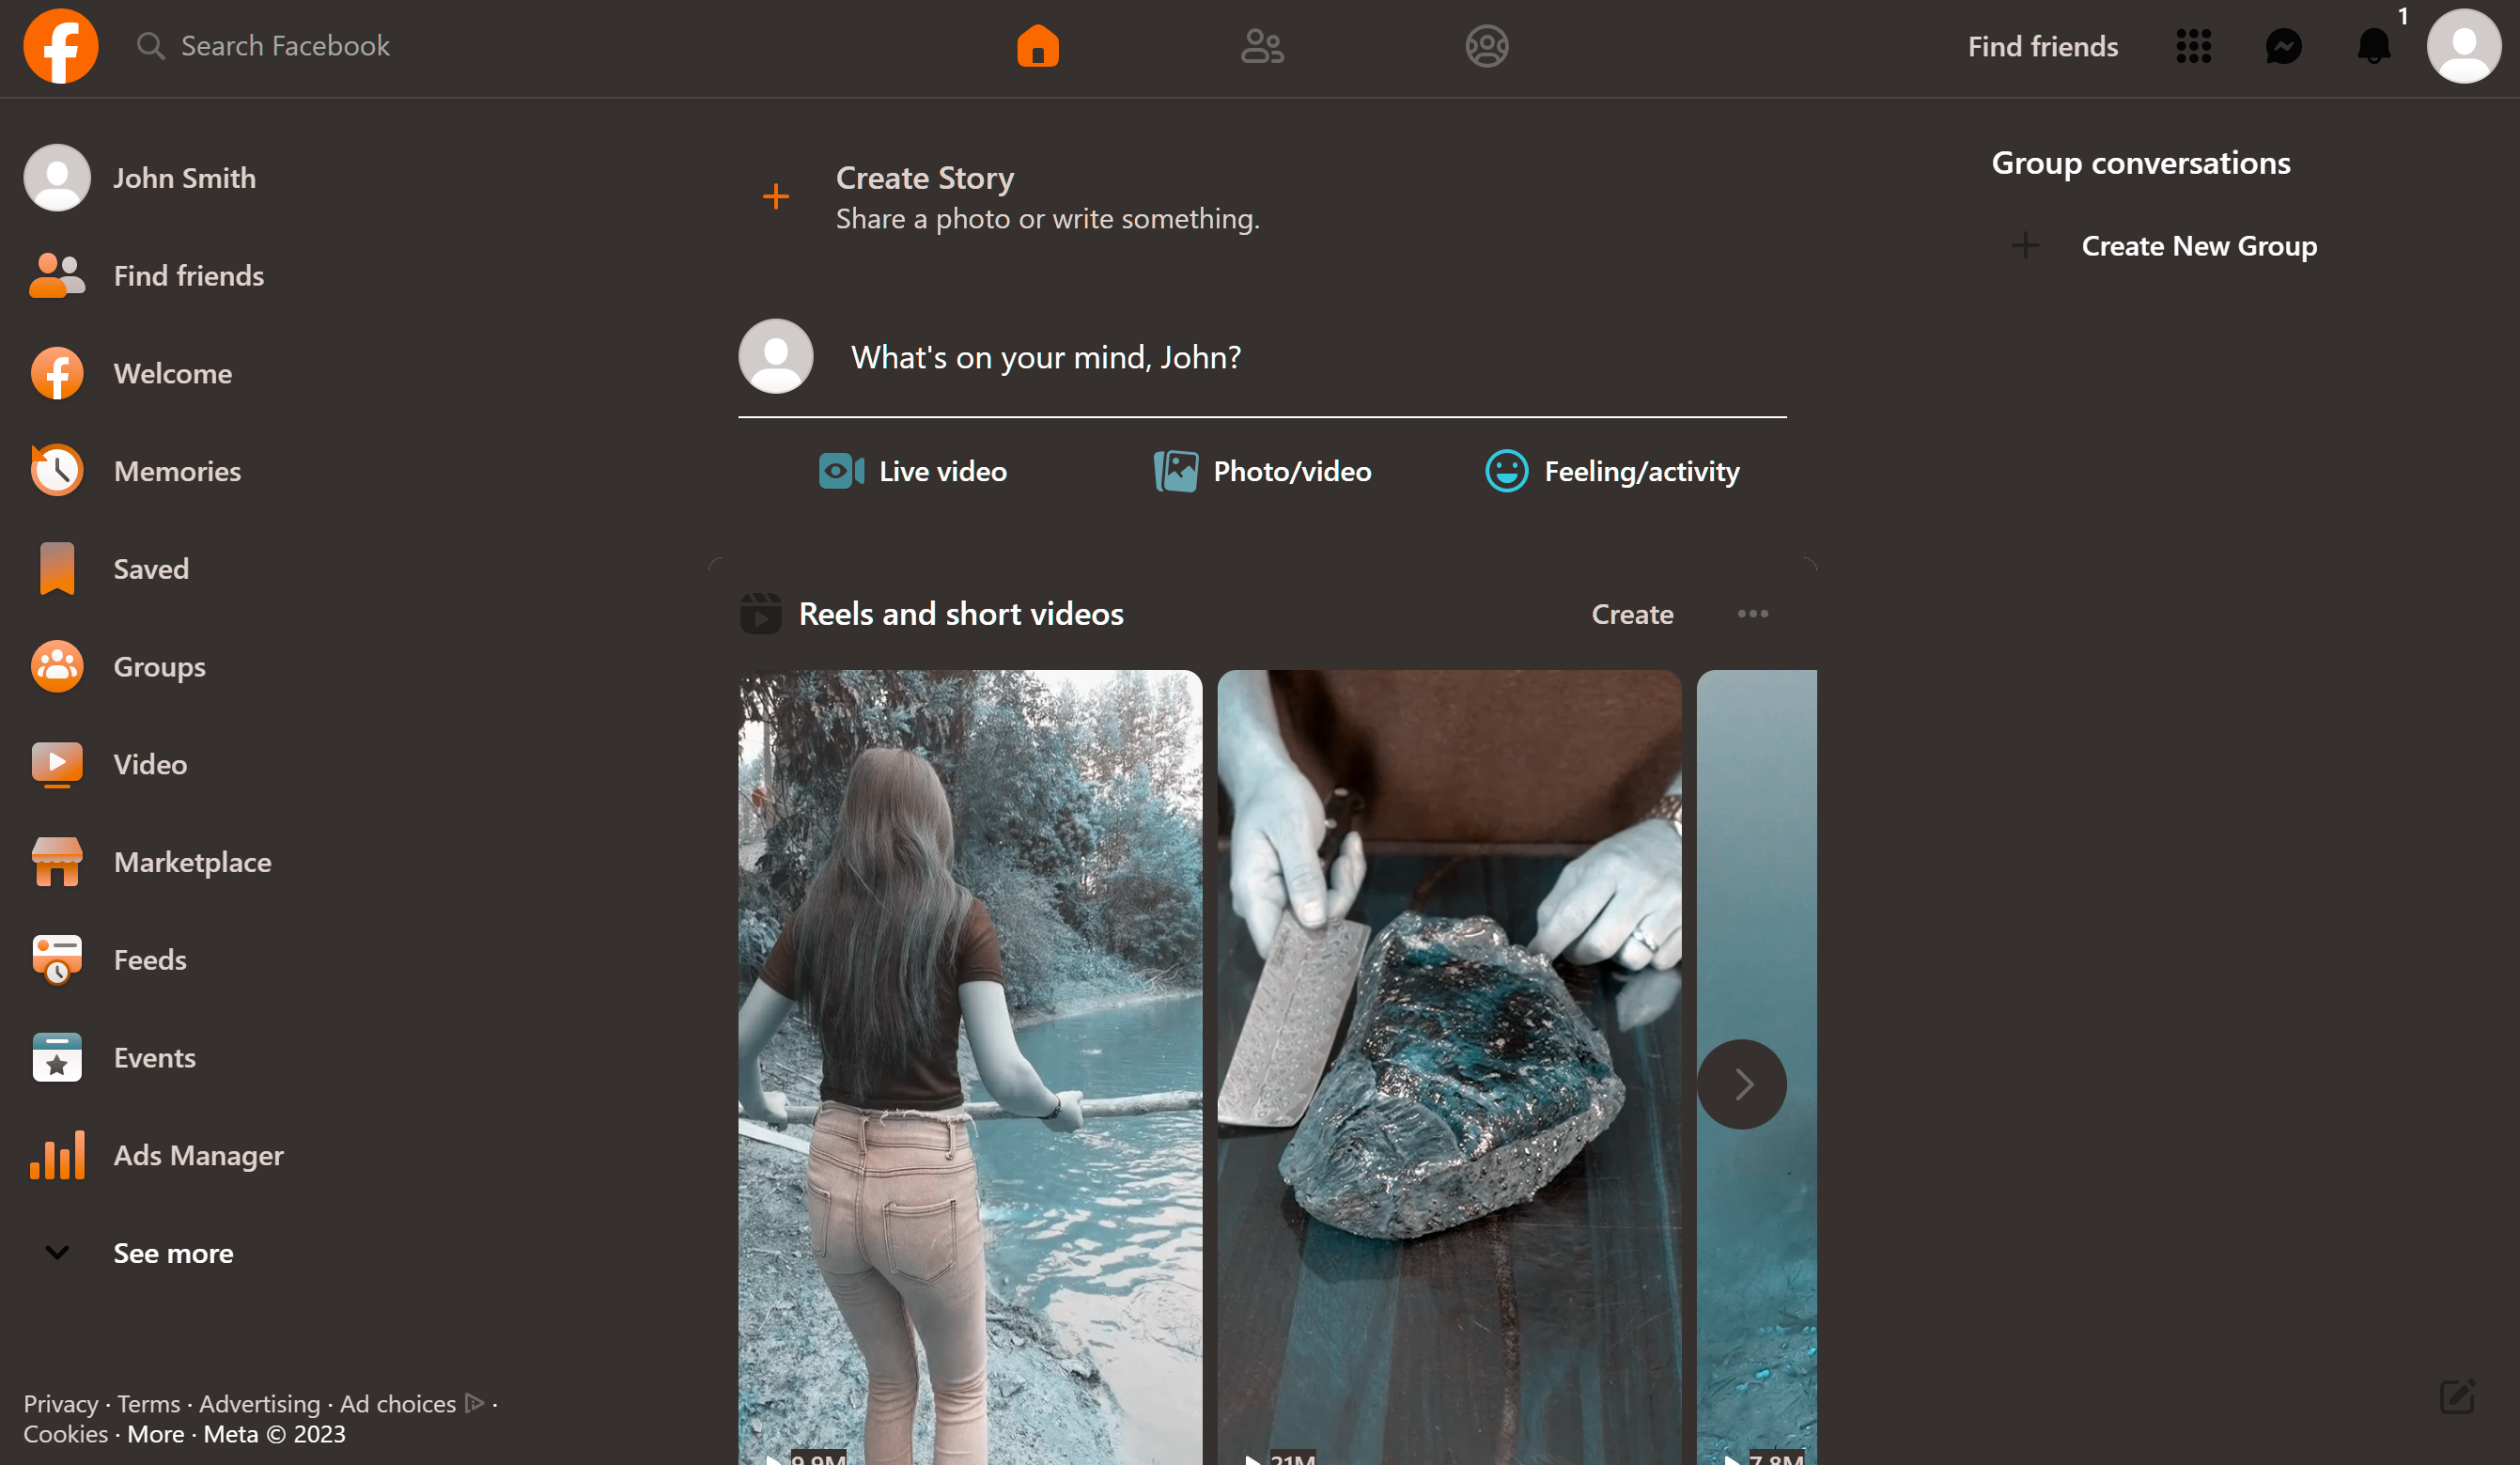 Search Facebook
Find friends
1
John Smith
Find friends
Welcome
Memories
Saved
Groups
Video
Marketplace
Feeds
Events
Ads Manager
See more
Privacy · Terms · Advertising · Ad choices ·
Cookies · More · Meta © 2023
Create Story
Share a photo or write something.
What's on your mind, John?
Live video
Photo/video
Feeling/activity
Reels and short videos
Create
9.9M
21M
7.8M
Group conversations
Create New Group